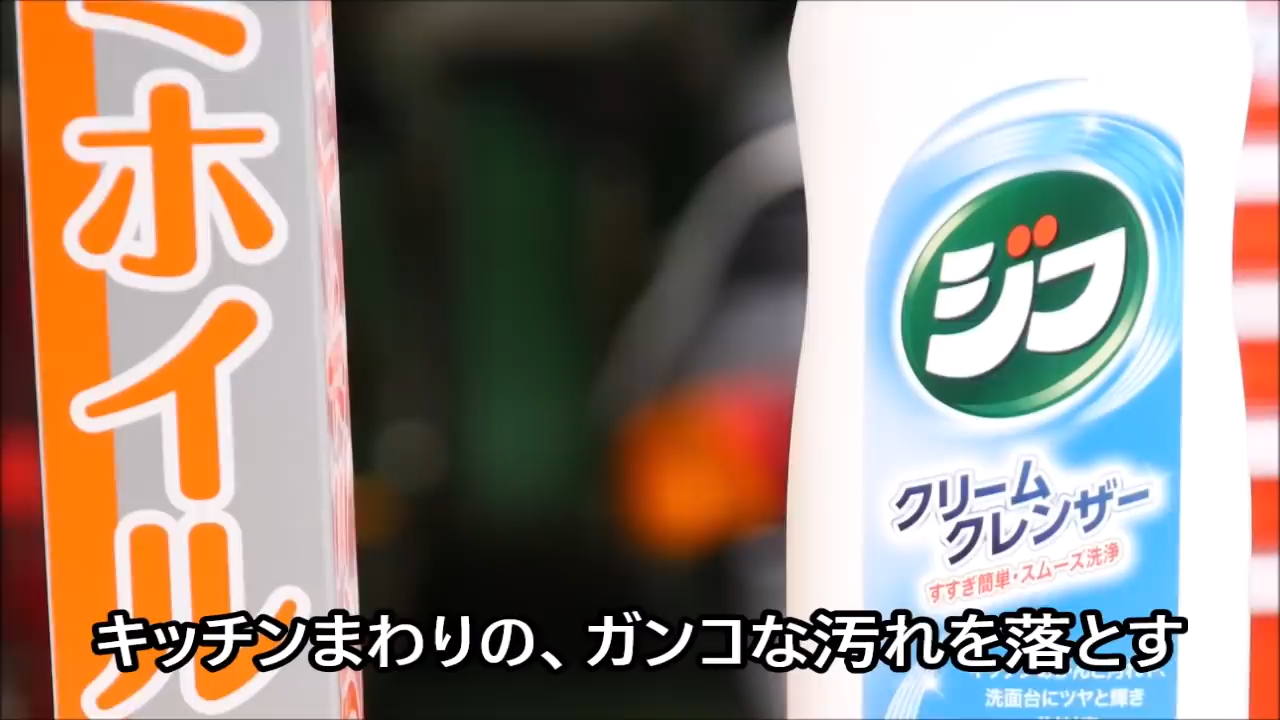 ホイル
ジフ
クリーム
クレンザー
すすぎ簡単・スムーズ洗浄
キッチンまわりの、ガンコな汚れを落とす
洗面台にツヤと輝き